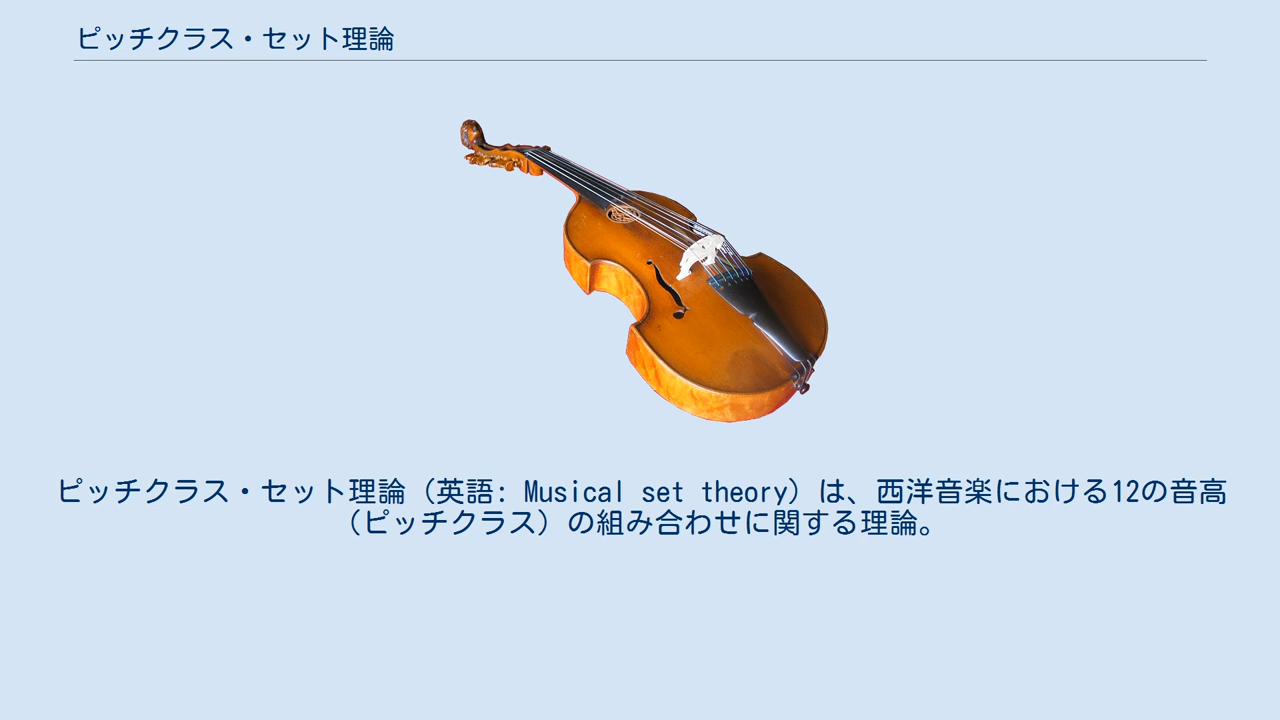 ピッチクラス・セット理論
ピッチクラス・セット理論（英語: Musical set theory）は、西洋音楽における12の音高
（ピッチクラス）の組み合わせに関する理論。